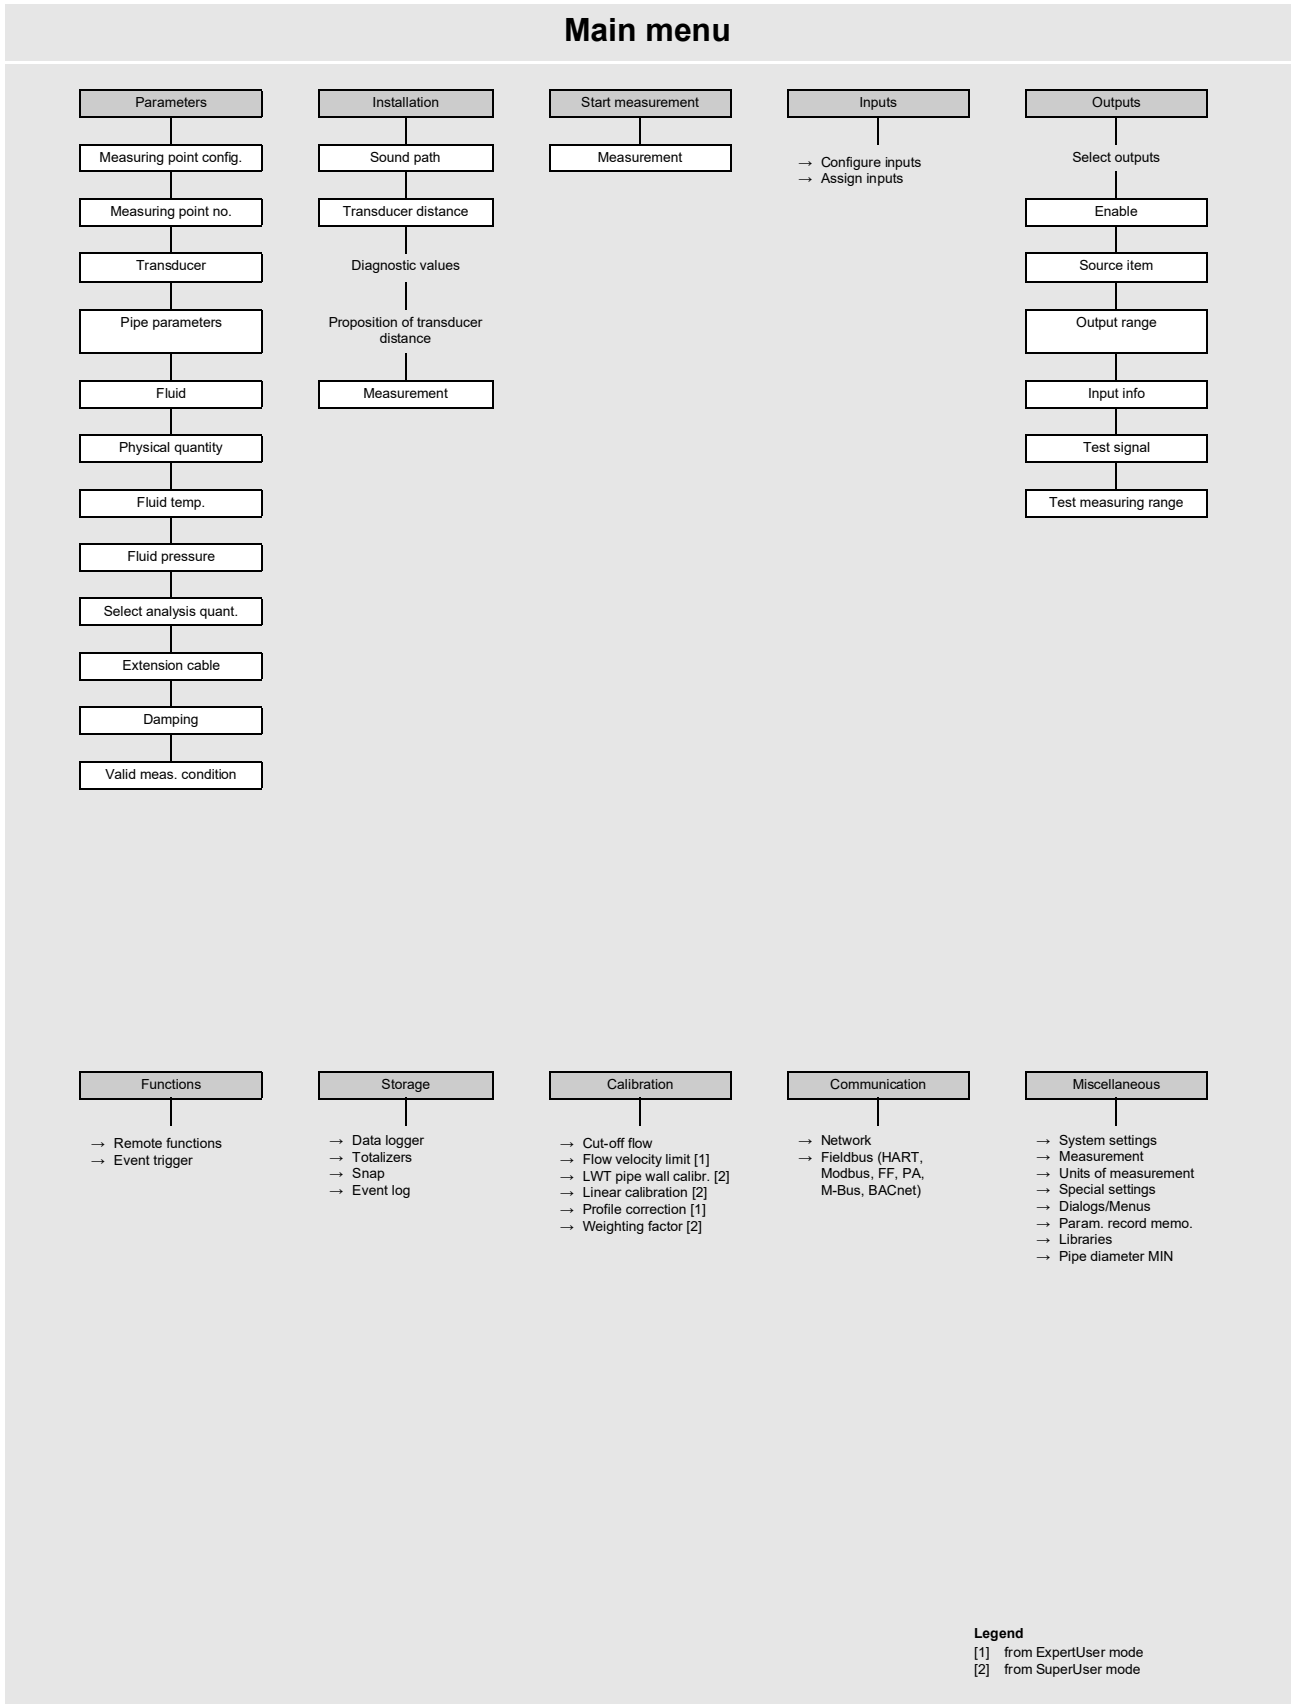 Main menu
Parameters
Measuring point config.
Measuring point no.
Transducer
Pipe parameters
Fluid
Physical quantity
Fluid temp.
Fluid pressure
Select analysis quant.
Extension cable
Damping
Valid meas. condition
Installation
Sound path
Transducer distance
Diagnostic values
Proposition of transducer
distance
Measurement
Start measurement
Measurement
Inputs
→ Configure inputs
→ Assign inputs
Outputs
Select outputs
Enable
Source item
Output range
Input info
Test signal
Test measuring range
Functions
→ Remote functions
→ Event trigger
Storage
→ Data logger
→ Totalizers
→ Snap
→ Event log
Calibration
→ Cut-off flow
→ Flow velocity limit [1]
→ LWT pipe wall calibr. [2]
→ Linear calibration [2]
→ Profile correction [1]
→ Weighting factor [2]
Communication
→ Network
→ Fieldbus (HART,
Modbus, FF, PA,
M-Bus, BACnet)
Miscellaneous
→ System settings
→ Measurement
→ Units of measurement
→ Special settings
→ Dialogs/Menus
→ Param. record memo.
→ Libraries
→ Pipe diameter MIN
Legend
[1] from ExpertUser mode
[2] from SuperUser mode